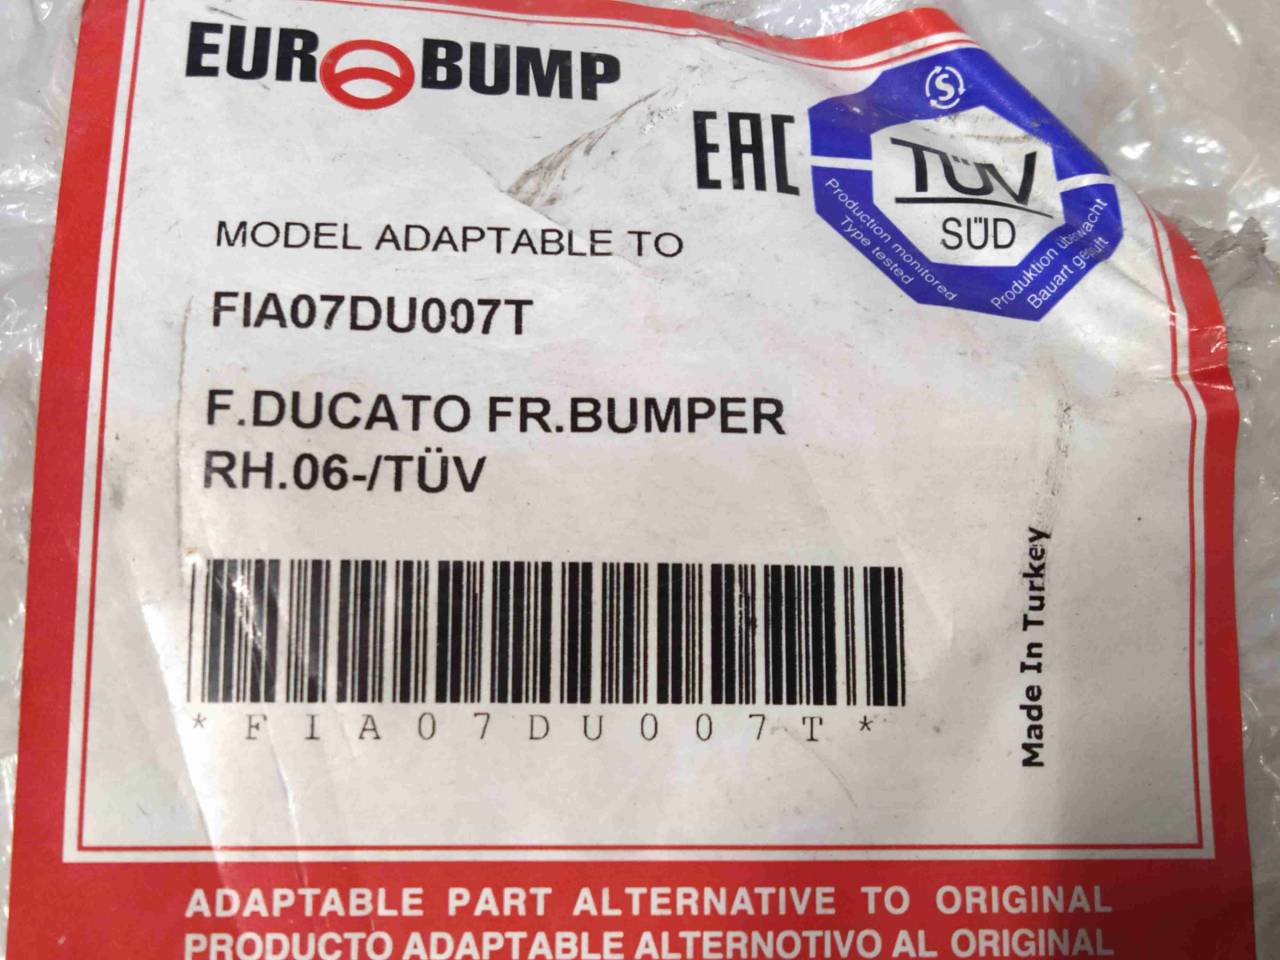 EUROBUMP
EAC
TÜV
SÜD
Production monitored
Type tested
Produktion überwacht
Bauart geprüft
MODEL ADAPTABLE TO
FIA07DU007T
F.DUCATO FR.BUMPER
RH.06-/TÜV
*FIA07DU007T*
Made In Turkey
ADAPTABLE PART ALTERNATIVE TO ORIGINAL
PRODUCTO ADAPTABLE ALTERNOTIVO AL ORIGINAL